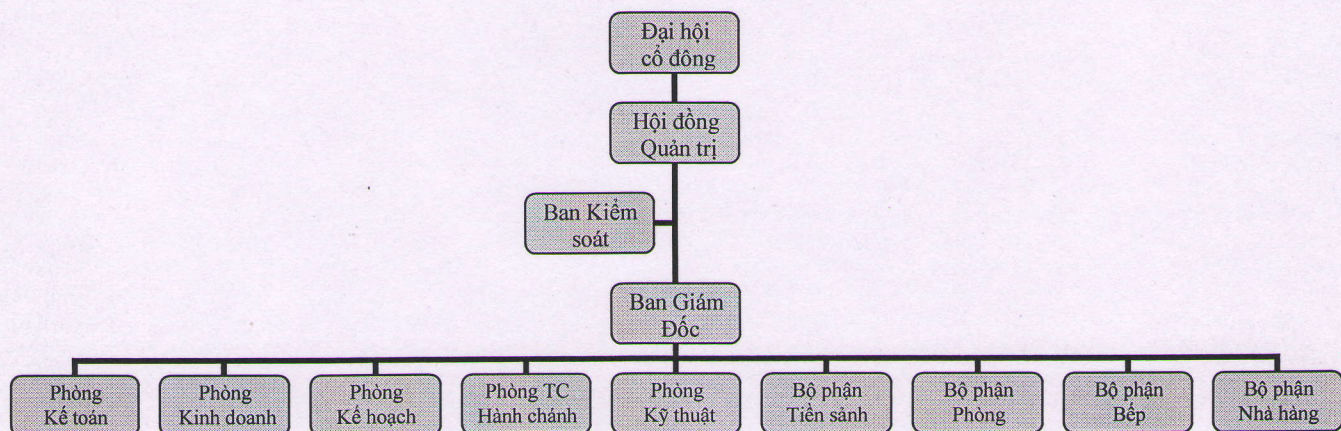 Đại hội
cổ đông
Hội đồng
Quản trị
Ban Kiểm
soát
Ban Giám
Đốc
Phòng
Kế toán
Phòng
Kinh doanh
Phòng
Kế hoạch
Phòng TC
Hành chánh
Phòng
Kỹ thuật
Bộ phận
Tiền sảnh
Bộ phận
Phòng
Bộ phận
Bếp
Bộ phận
Nhà hàng